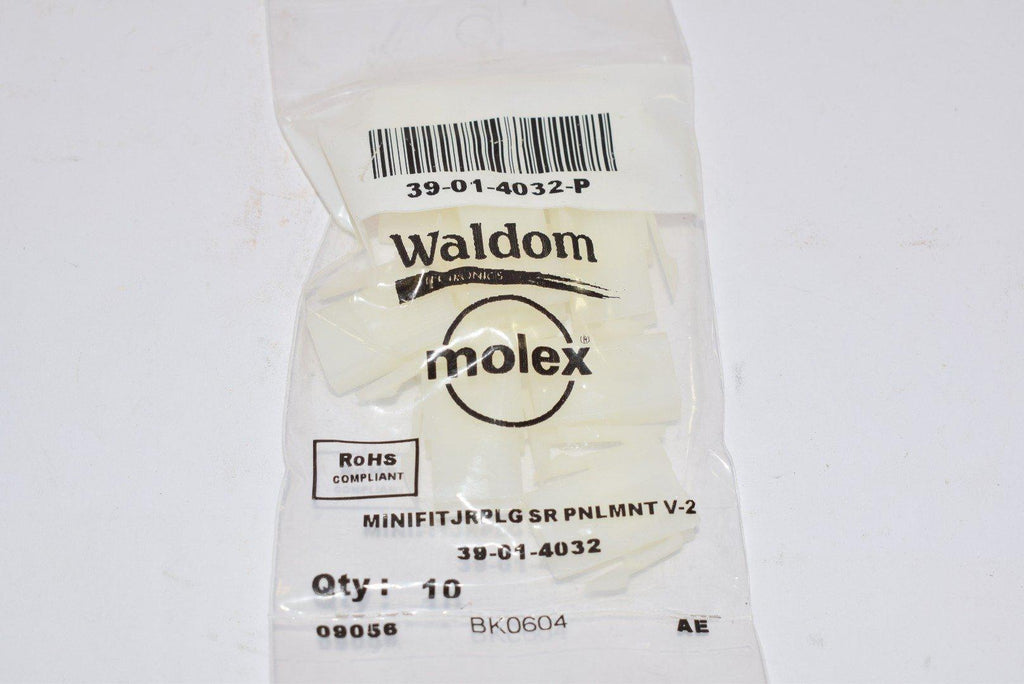 39-01-4032-P
Waldom
ELECTRONICS
molex®
RoHS
COMPLIANT
MINIFITJRPLG SR PNLMNT V-2
39-01-4032
Qty: 10
09056 BK0604 AE